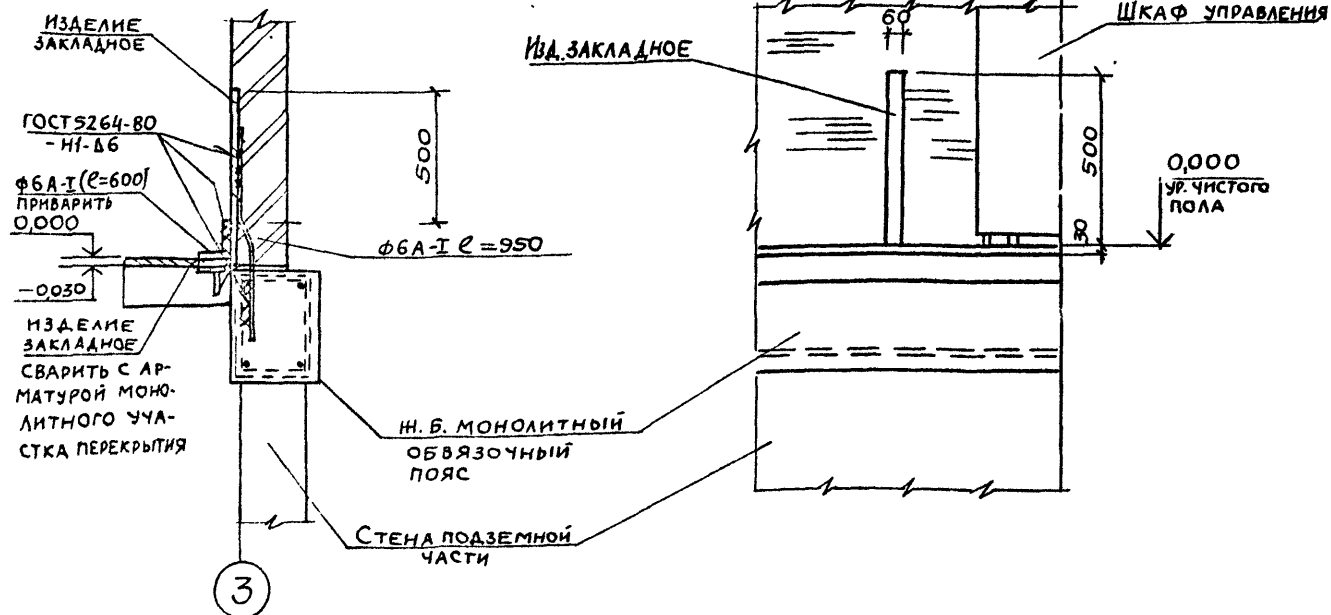 ИЗДЕЛИЕ
ЗАКЛАДНОЕ
ГОСТ 5264-80
- Н1-Δ6
Ф6А-I (ℓ=600)
ПРИВАРИТЬ
0,000
-0,030
ИЗДЕЛИЕ
ЗАКЛАДНОЕ
СВАРИТЬ С АР-
МАТУРОЙ МОНО-
ЛИТНОГО УЧА-
СТКА ПЕРЕКРЫТИЯ
500
Ф6А-I ℓ=950
Ж.Б. МОНОЛИТНЫЙ
ОБВЯЗОЧНЫЙ
ПОЯС
СТЕНА ПОДЗЕМНОЙ
ЧАСТИ
3
ИЗД. ЗАКЛАДНОЕ
60
ШКАФ УПРАВЛЕНИЯ
500
30
0,000
УР. ЧИСТОГО
ПОЛА